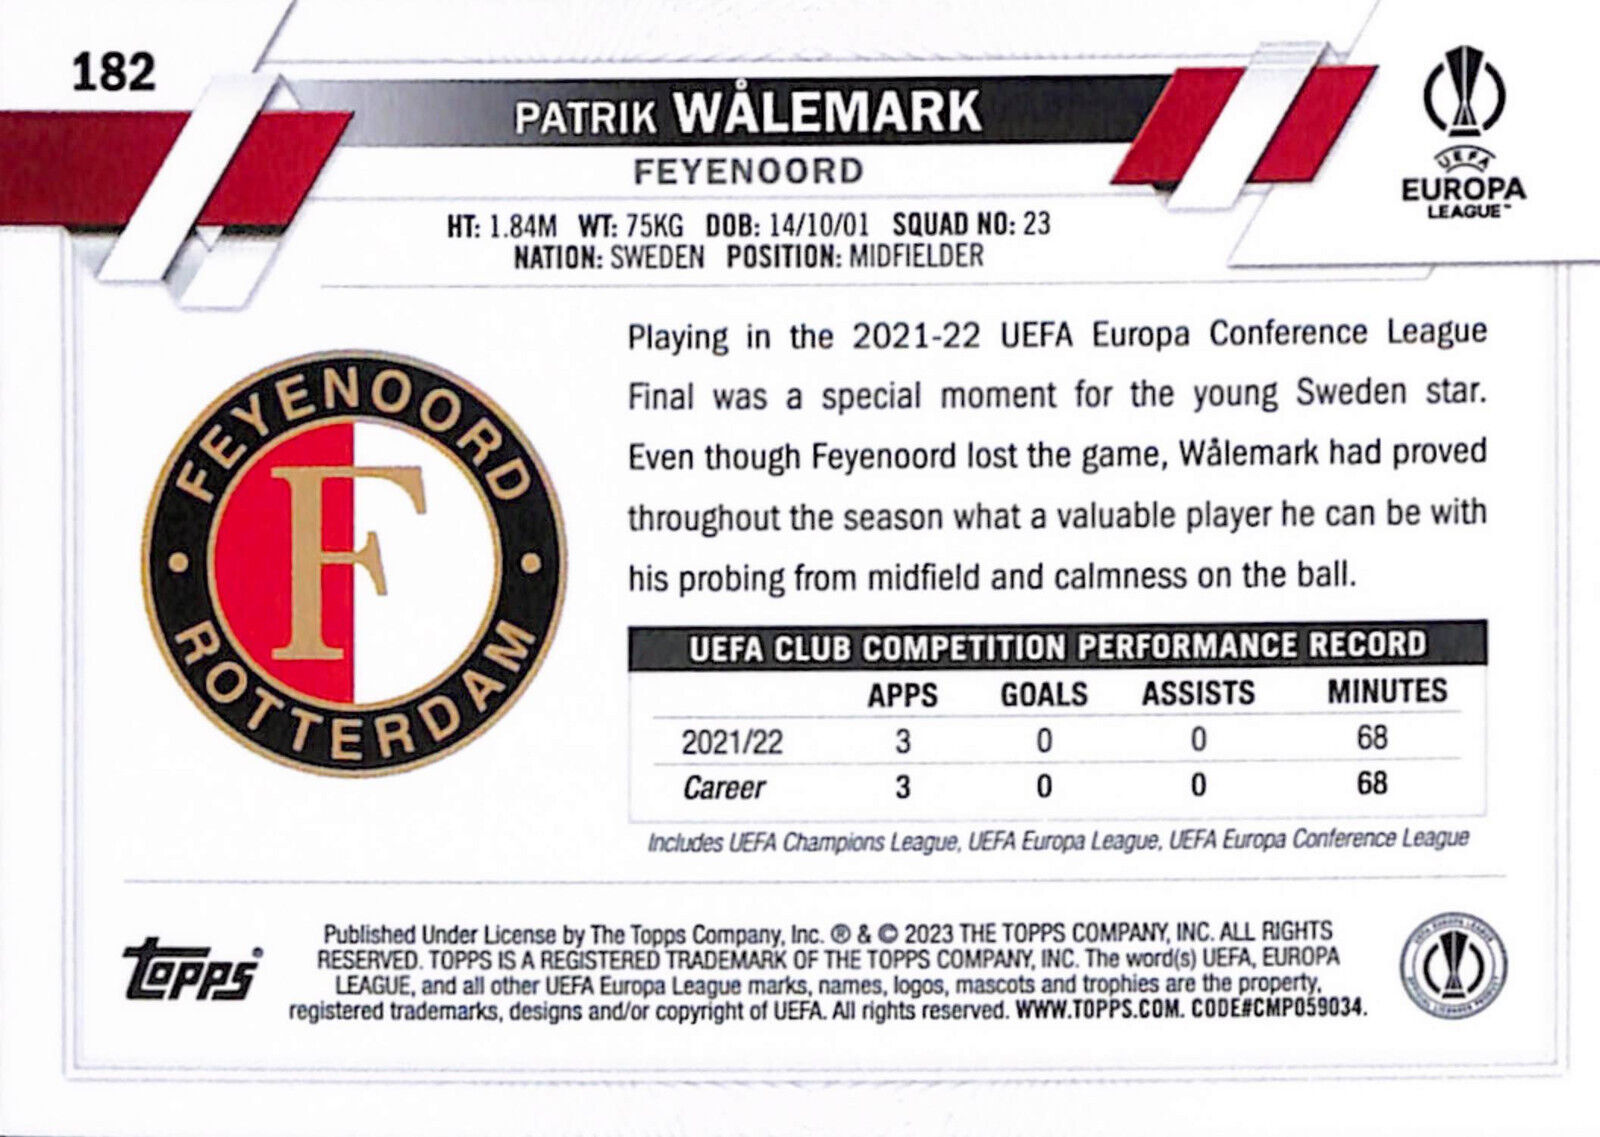 182
PATRIK WÅLEMARK
FEYENOORD
HT: 1.84M WT: 75KG DOB: 14/10/01 SQUAD NO: 23
NATION: SWEDEN POSITION: MIDFIELDER
UEFA
EUROPA
LEAGUE™
FEYENOORD
F
ROTTERDAM
Playing in the 2021-22 UEFA Europa Conference League
Final was a special moment for the young Sweden star.
Even though Feyenoord lost the game, Wålemark had proved
throughout the season what a valuable player he can be with
his probing from midfield and calmness on the ball.
UEFA CLUB COMPETITION PERFORMANCE RECORD
APPS GOALS ASSISTS MINUTES
2021/22 3 0 0 68
Career 3 0 0 68
Includes UEFA Champions League, UEFA Europa League, UEFA Europa Conference League
Topps®
Published Under License by The Topps Company, Inc. ® & © 2023 THE TOPPS COMPANY, INC. ALL RIGHTS
RESERVED. TOPPS IS A REGISTERED TRADEMARK OF THE TOPPS COMPANY, INC. The word(s) UEFA, EUROPA
LEAGUE, and all other UEFA Europa League marks, names, logos, mascots and trophies are the property,
registered trademarks, designs and/or copyright of UEFA. All rights reserved. WWW.TOPPS.COM. CODE#CMP059034.
UEFA EUROPA LEAGUE
OFFICIAL LICENSED PRODUCT